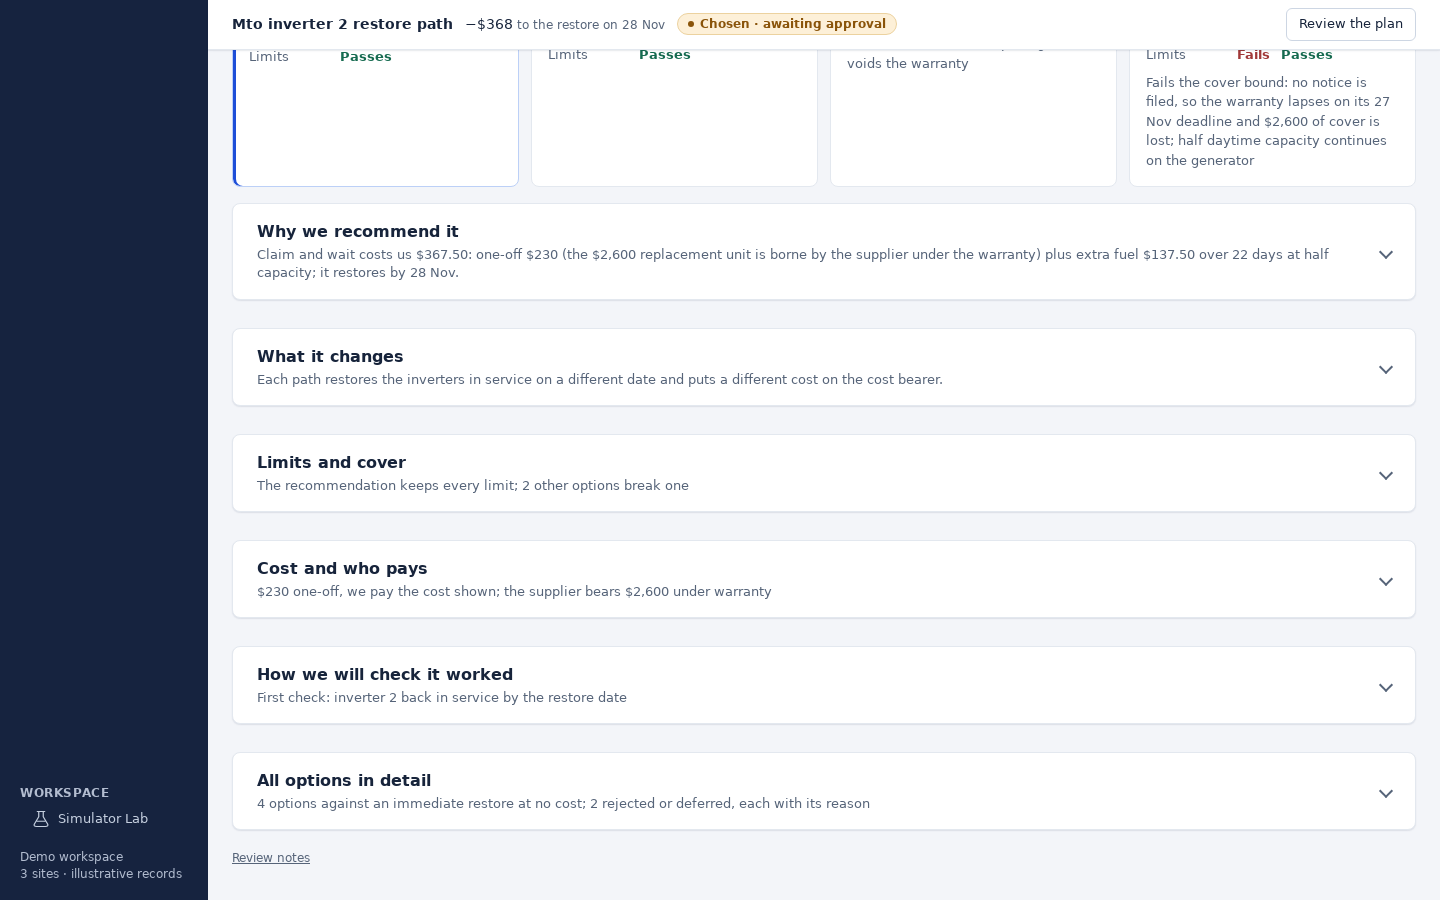 Mto inverter 2 restore path −$368 to the restore on 28 Nov Chosen · awaiting approval Review the plan
Limits Passes
Limits Passes
voids the warranty
Limits Fails Passes
Fails the cover bound: no notice is
filed, so the warranty lapses on its 27
Nov deadline and $2,600 of cover is
lost; half daytime capacity continues
on the generator
Why we recommend it
Claim and wait costs us $367.50: one-off $230 (the $2,600 replacement unit is borne by the supplier under the warranty) plus extra fuel $137.50 over 22 days at half
capacity; it restores by 28 Nov.
What it changes
Each path restores the inverters in service on a different date and puts a different cost on the cost bearer.
Limits and cover
The recommendation keeps every limit; 2 other options break one
Cost and who pays
$230 one-off, we pay the cost shown; the supplier bears $2,600 under warranty
How we will check it worked
First check: inverter 2 back in service by the restore date
All options in detail
4 options against an immediate restore at no cost; 2 rejected or deferred, each with its reason
Review notes
WORKSPACE
Simulator Lab
Demo workspace
3 sites · illustrative records